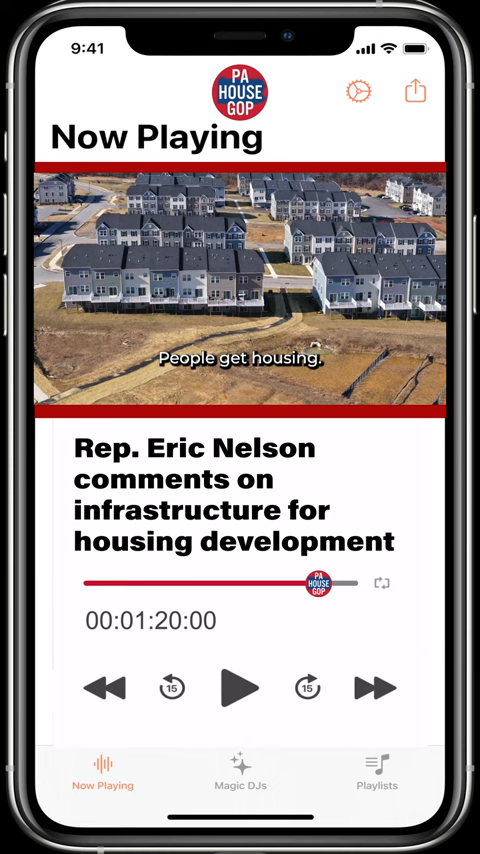 9:41
PA
HOUSE
GOP
Now Playing
People get housing.
Rep. Eric Nelson
comments on
infrastructure for
housing development
PA
HOUSE
GOP
00:01:20:00
15
15
Now Playing
Magic DJs
Playlists